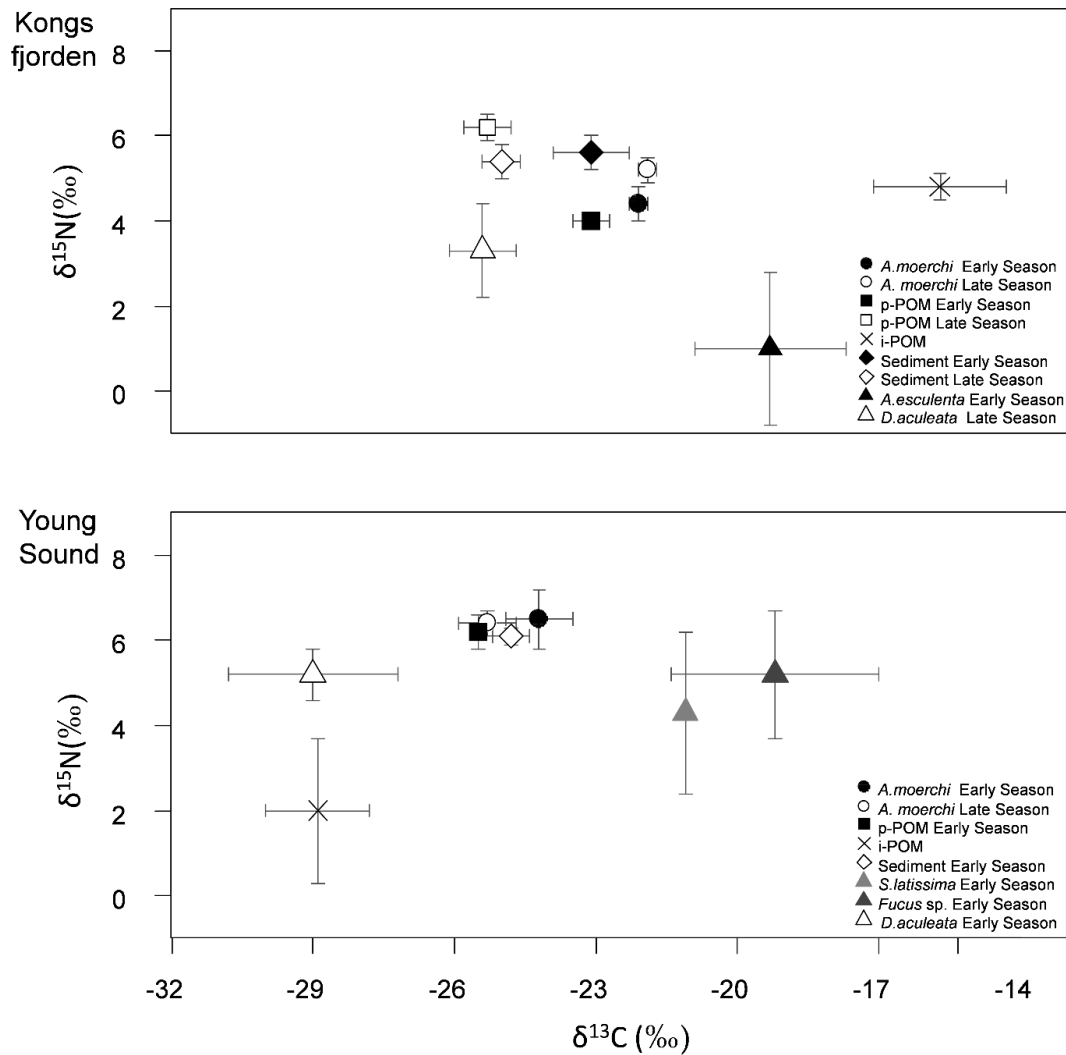 Kongs
fjorden
8
6
4
2
0
δ15N(‰)
A.moerchi Early Season
A. moerchi Late Season
p-POM Early Season
p-POM Late Season
i-POM
Sediment Early Season
Sediment Late Season
A.esculenta Early Season
D.aculeata Late Season
Young
Sound
8
6
4
2
0
δ15N(‰)
A.moerchi Early Season
A. moerchi Late Season
p-POM Early Season
i-POM
Sediment Early Season
S.latissima Early Season
Fucus sp. Early Season
D.aculeata Early Season
-32 -29 -26 -23 -20 -17 -14
δ13C (‰)